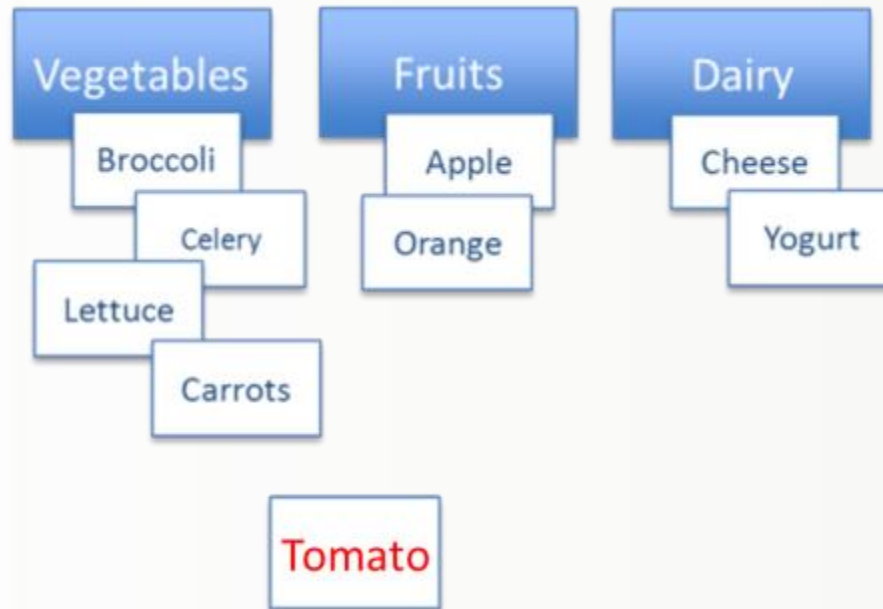 Vegetables
Fruits
Dairy
Broccoli
Apple
Cheese
Celery
Orange
Yogurt
Lettuce
Carrots
Tomato